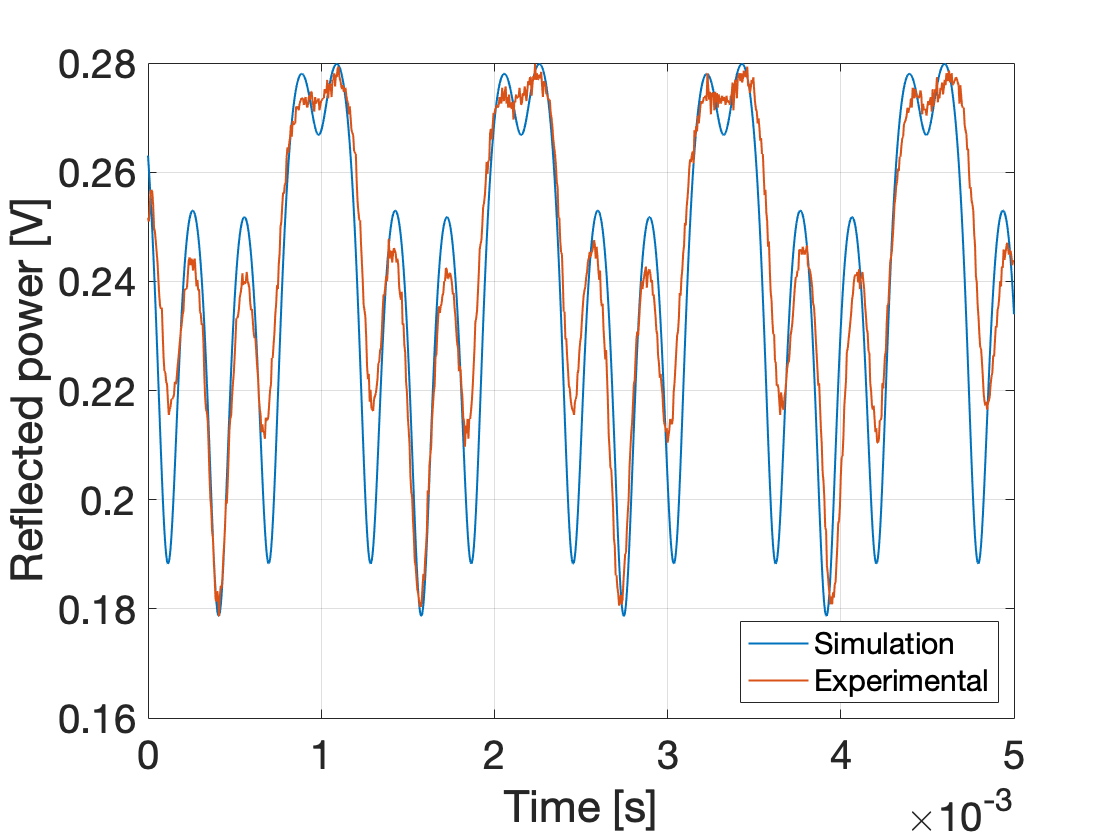 Reflected power [V]
0.28
0.26
0.24
0.22
0.2
0.18
0.16
Simulation
Experimental
0 1 2 3 4 5
Time [s]
×10⁻³